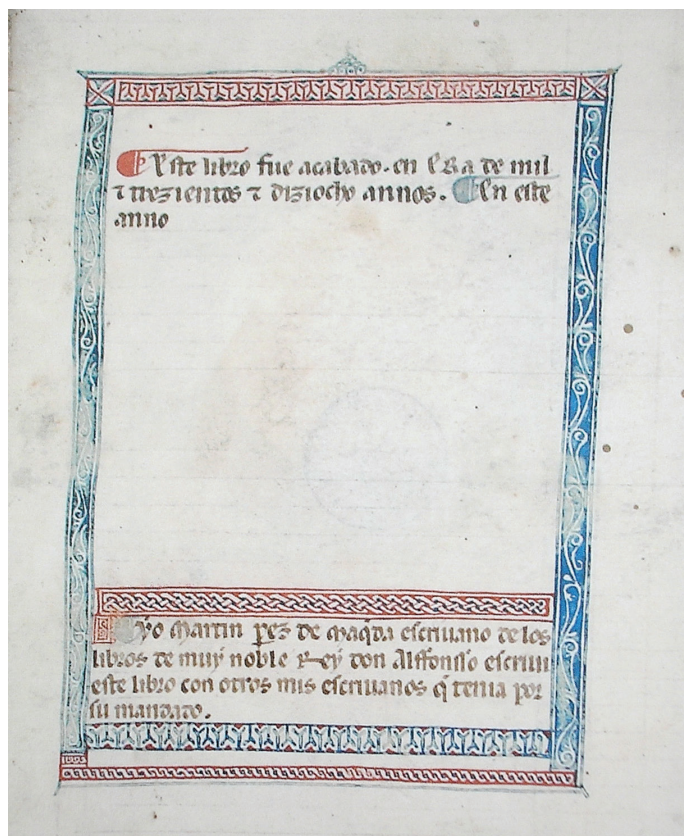 Este libro fue acabado. en Era de mil
⁊ trezientos ⁊ diziocho annos. En este
anno
Yo Martin perez de Maqda escriuano de los
libros de muy noble Rey don Alffonsso escriui
este libro con otros mis escriuanos q̃ tenia por
su mandado.